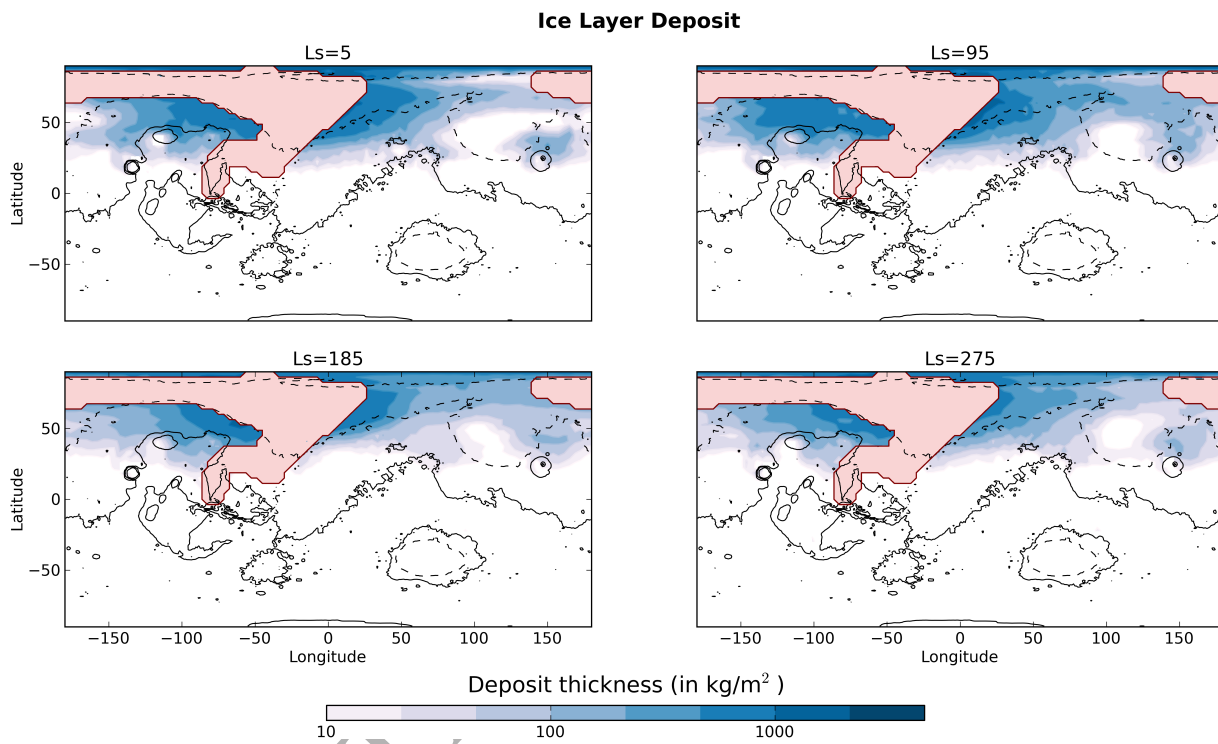 Ice Layer Deposit
Ls=5
Ls=95
Latitude
50
0
−50
Ls=185
Ls=275
Latitude
50
0
−50
−150 −100 −50 0 50 100 150
−150 −100 −50 0 50 100 150
Longitude
Longitude
Deposit thickness (in kg/m² )
10 100 1000